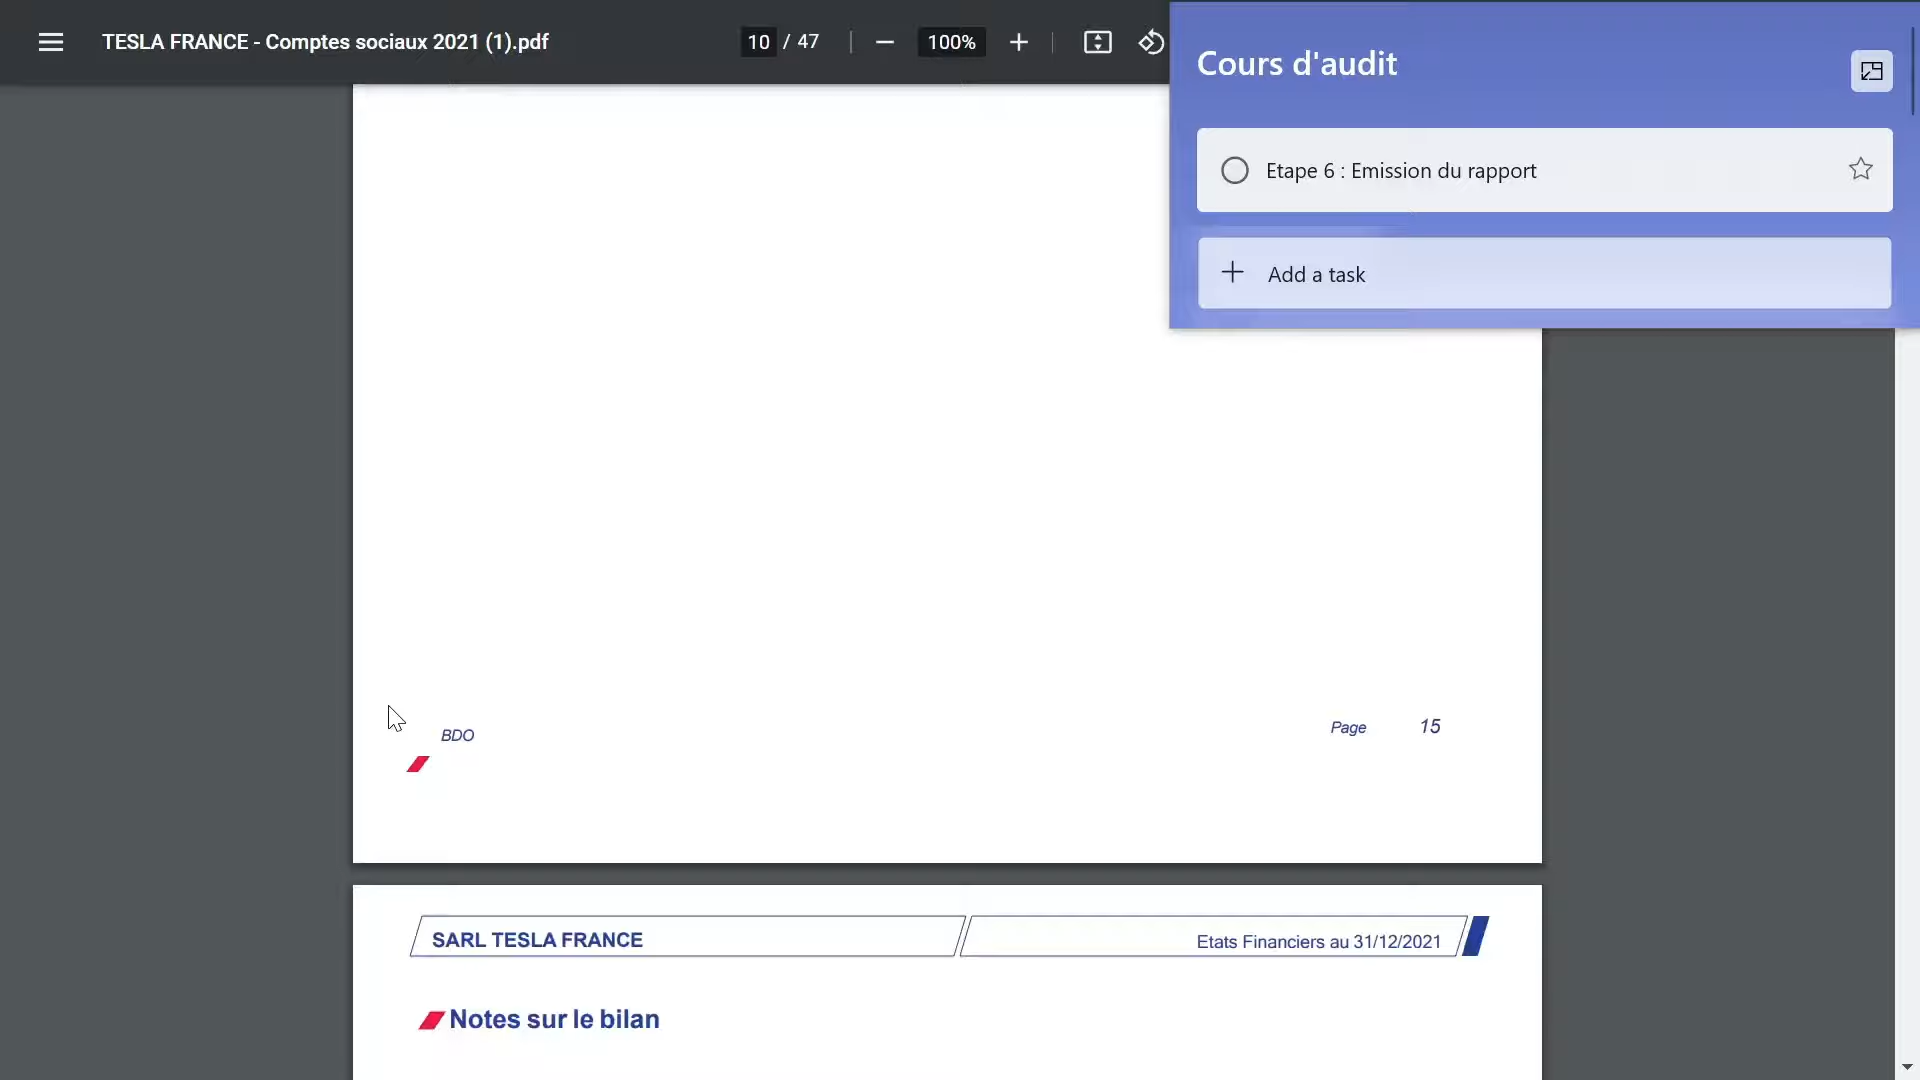 TESLA FRANCE - Comptes sociaux 2021 (1).pdf
10 / 47
100%
Cours d'audit
Etape 6 : Emission du rapport
Add a task
BDO
Page 15
SARL TESLA FRANCE
Etats Financiers au 31/12/2021
Notes sur le bilan